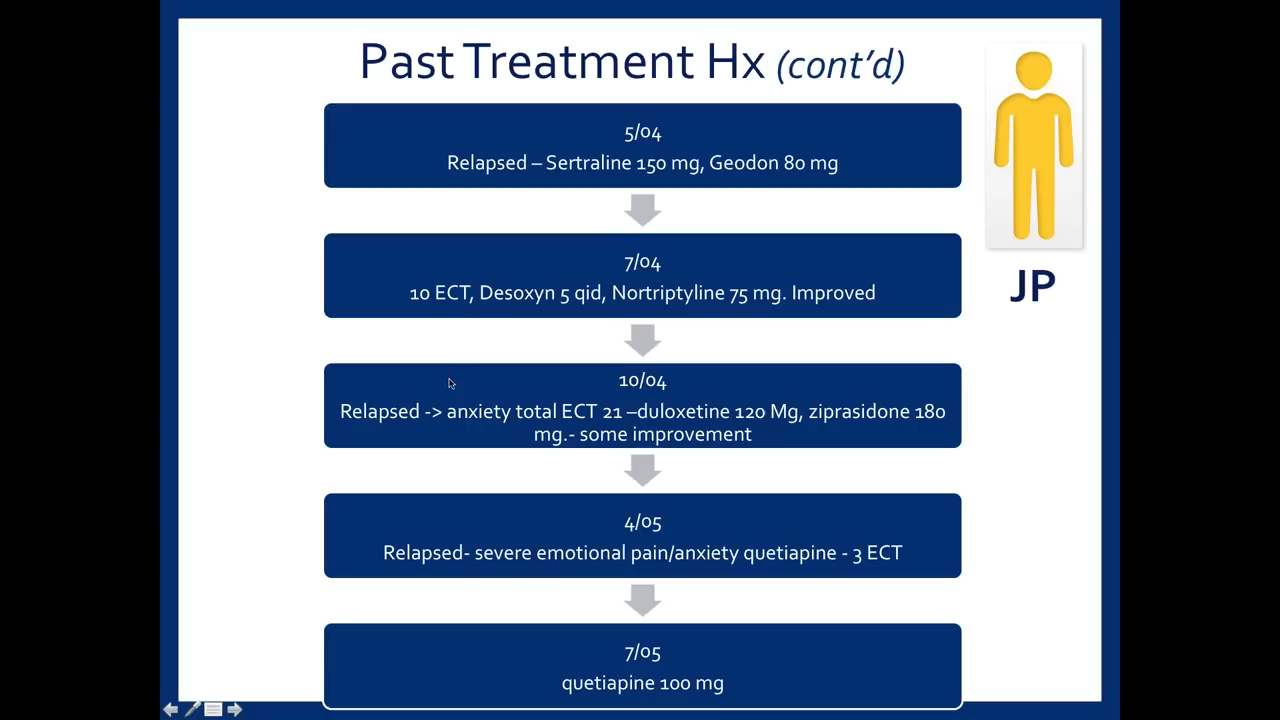 Past Treatment Hx (cont'd)
5/04
Relapsed – Sertraline 150 mg, Geodon 80 mg
7/04
10 ECT, Desoxyn 5 qid, Nortriptyline 75 mg. Improved
JP
10/04
Relapsed -> anxiety total ECT 21 –duloxetine 120 Mg, ziprasidone 180
mg.- some improvement
4/05
Relapsed- severe emotional pain/anxiety quetiapine - 3 ECT
7/05
quetiapine 100 mg